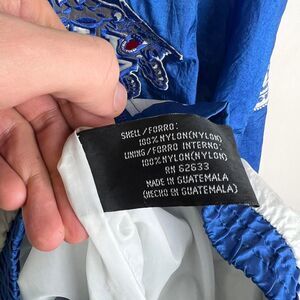 SHELL/FORRO:
100% NYLON(NYLON)
LINING/FORRO INTERNO:
100% NYLON(NYLON)
RN 62633
MADE IN GUATEMALA
(HECHO EN GUATEMALA)